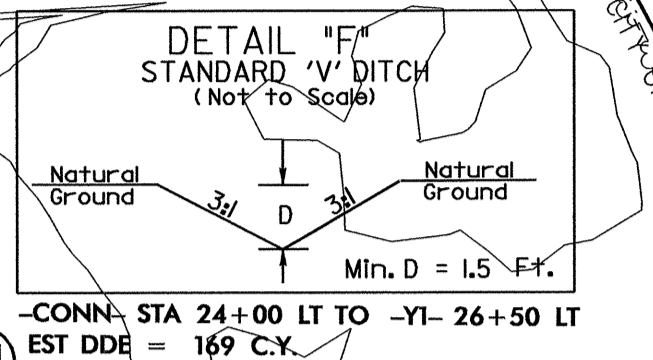 DETAIL "F"
STANDARD 'V' DITCH
(Not to Scale)
Natural
Ground
3:1
D
3:1
Natural
Ground
Min. D = 1.5 Ft.
-CONN- STA 24+00 LT TO -Y1- 26+50 LT
EST DDE = 169 C.Y.